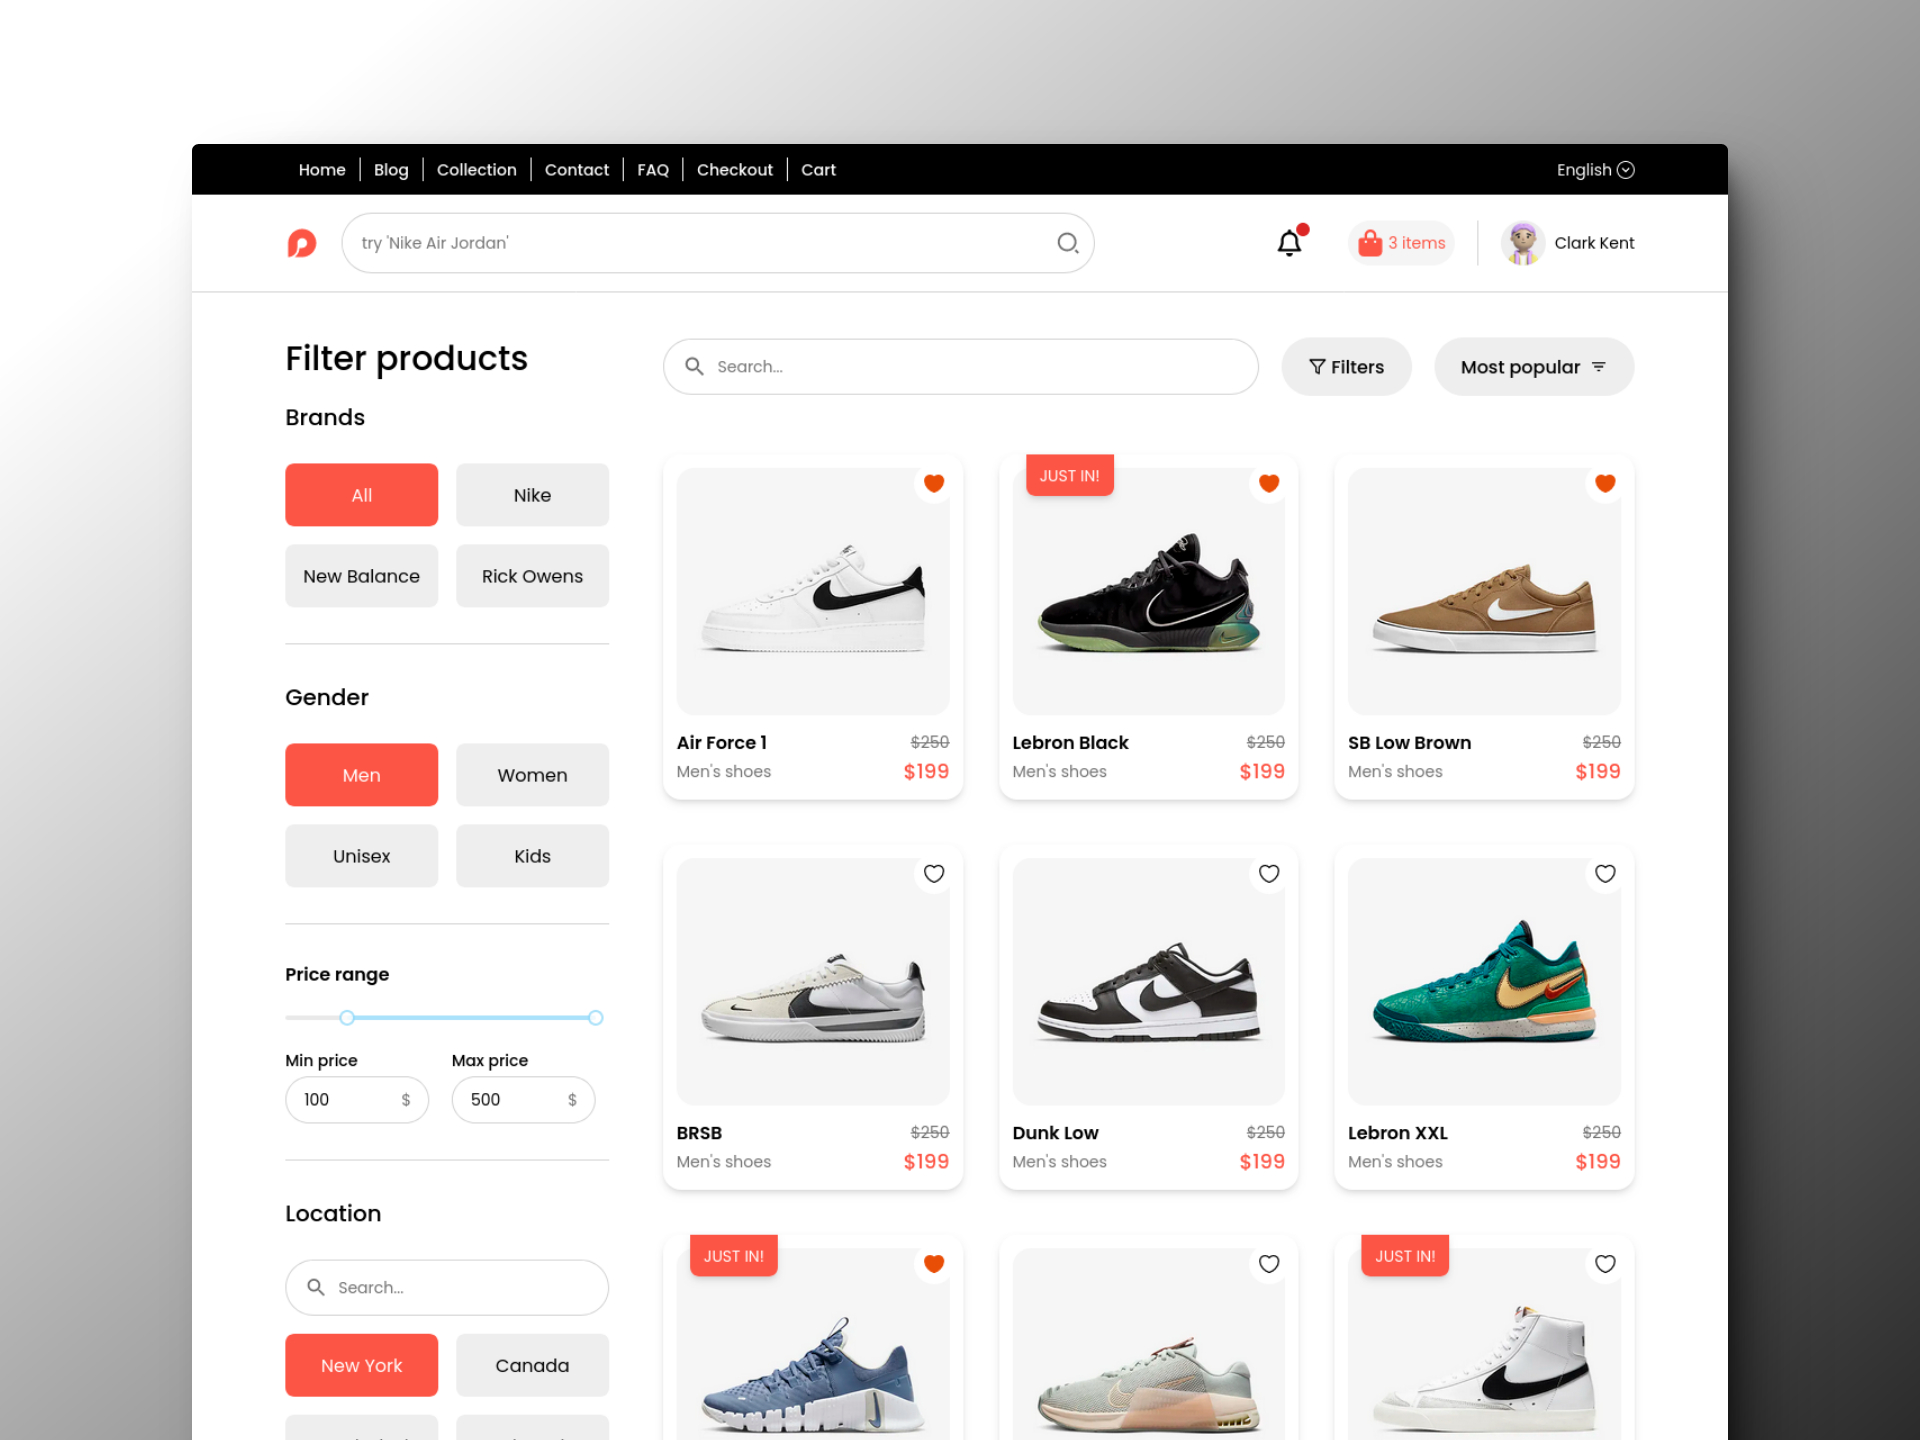 Home Blog Collection Contact FAQ Checkout Cart English
try 'Nike Air Jordan' 3 items Clark Kent
Filter products
Search... Filters Most popular
Brands
All Nike
New Balance Rick Owens
Gender
Men Women
Unisex Kids
Price range
Min price Max price
100 $ 500 $
Location
Search...
New York Canada
JUST IN!
Air Force 1 $250
Men's shoes $199
Lebron Black $250
Men's shoes $199
SB Low Brown $250
Men's shoes $199
BRSB $250
Men's shoes $199
Dunk Low $250
Men's shoes $199
Lebron XXL $250
Men's shoes $199
JUST IN!
JUST IN!